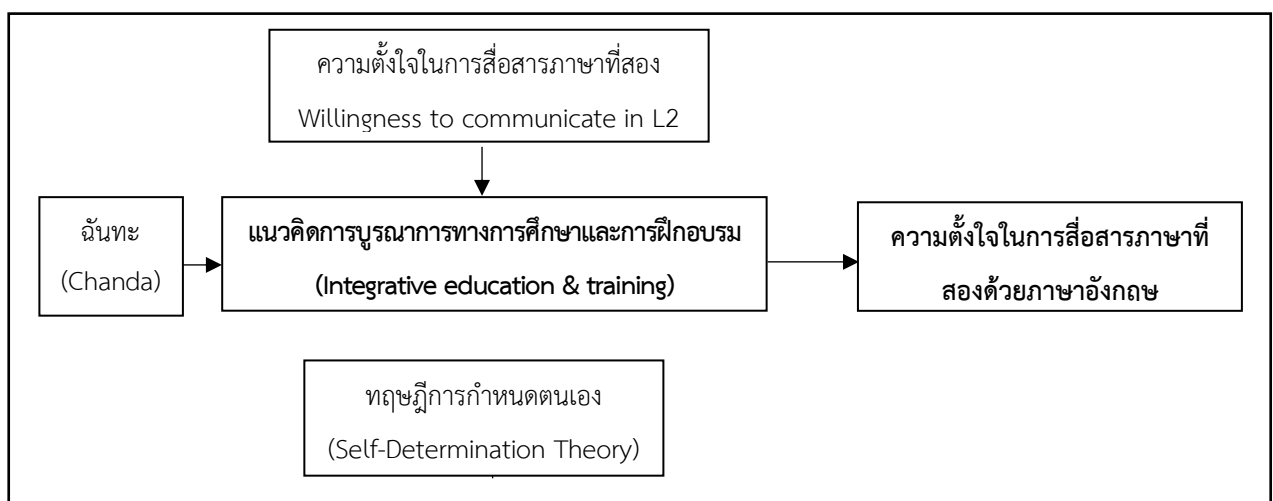 ความตั้งใจในการสื่อสารภาษาที่สอง
Willingness to communicate in L2
ฉันทะ
(Chanda)
แนวคิดการบูรณาการทางการศึกษาและการฝึกอบรม
(Integrative education & training)
ความตั้งใจในการสื่อสารภาษาที่
สองด้วยภาษาอังกฤษ
ทฤษฎีการกำหนดตนเอง
(Self-Determination Theory)